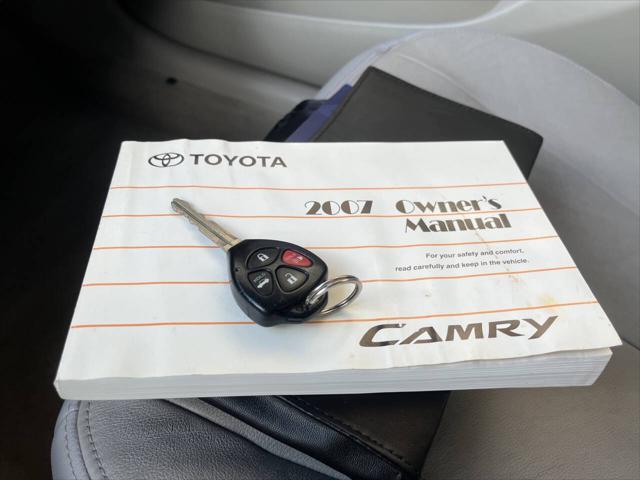 TOYOTA
2007 Owner's
Manual
For your safety and comfort,
read carefully and keep in the vehicle.
CAMRY